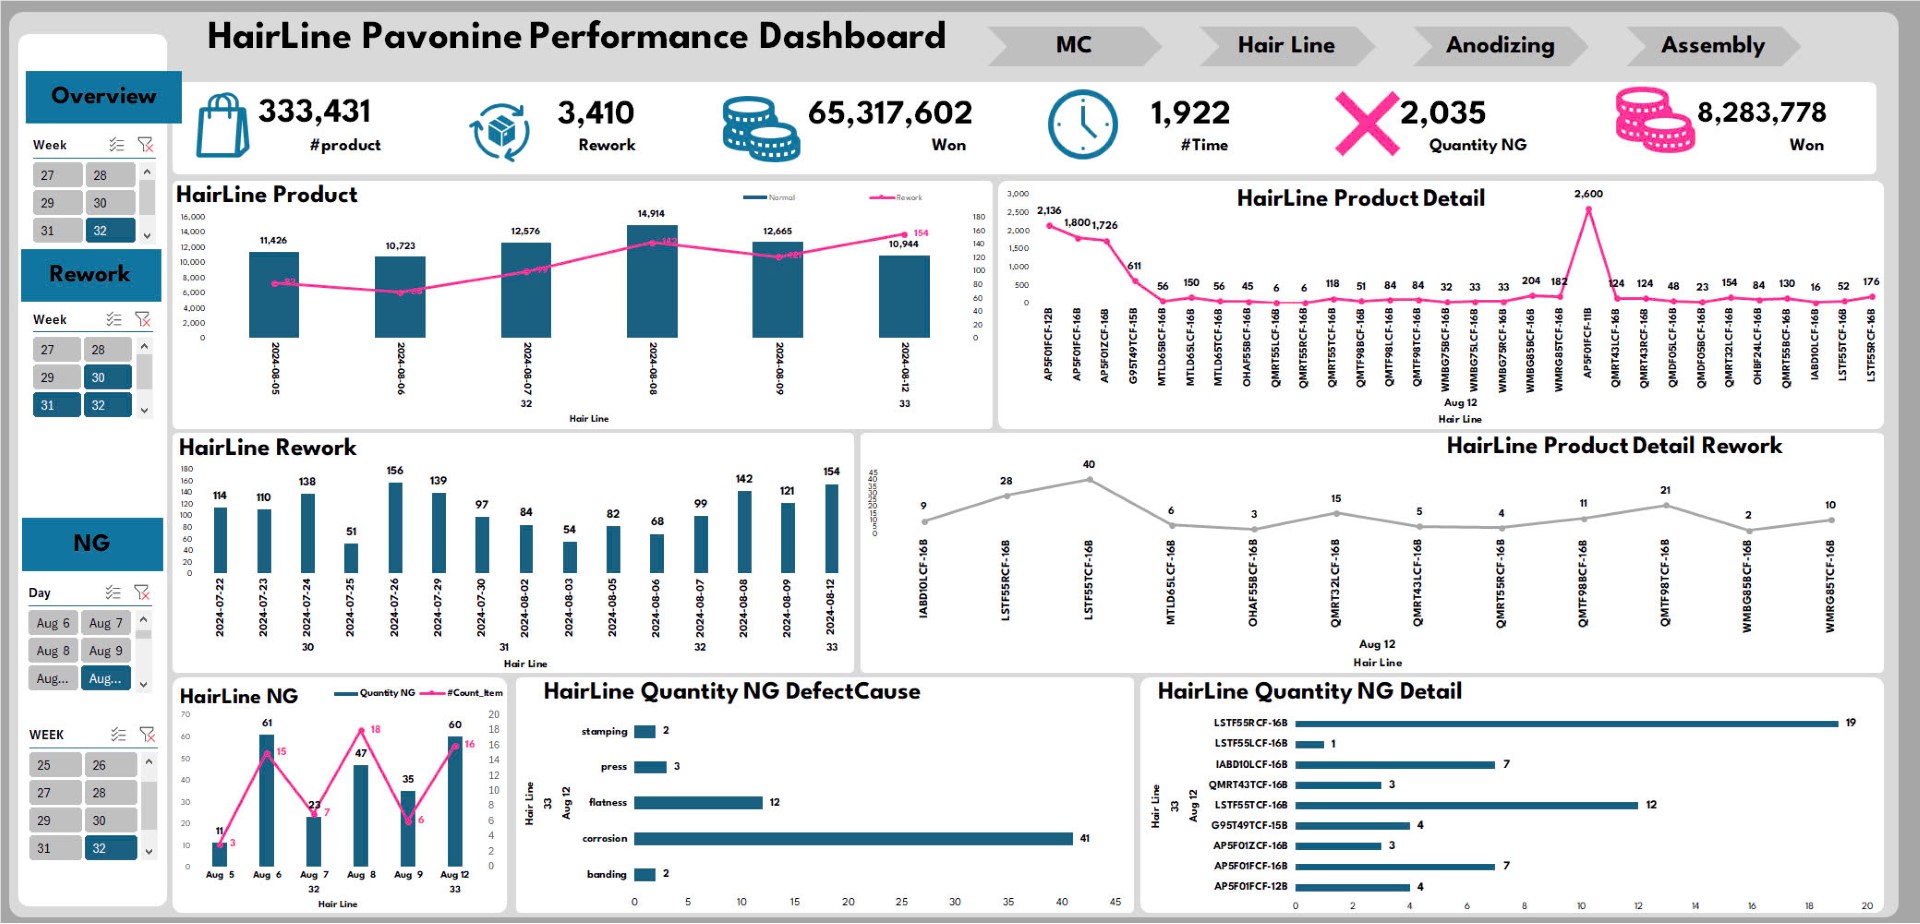 HairLine Pavonine Performance Dashboard
MC
Hair Line
Anodizing
Assembly
Overview
333,431
#product
3,410
Rework
65,317,602
Won
1,922
#Time
2,035
Quantity NG
8,283,778
Won
Week
27 28
29 30
31 32
Rework
Week
27 28
29 30
31 32
NG
Day
Aug 6 Aug 7
Aug 8 Aug 9
Aug... Aug...
WEEK
25 26
27 28
29 30
31 32
HairLine Product
Normal Rework
16,000
14,000
12,000
10,000
8,000
6,000
4,000
2,000
0
11,426 10,723 12,576 14,914 12,665 10,944
154
180
160
140
120
100
80
60
40
20
0
2024-08-05 2024-08-06 2024-08-07 2024-08-08 2024-08-09 2024-08-12
32 33
Hair Line
HairLine Product Detail
3,000
2,500
2,000
1,500
1,000
500
0
2,136 1,800 1,726 611 56 150 56 45 6 6 118 51 84 84 32 33 33 204 182 2,600 124 124 48 23 154 84 130 16 52 176
AP5F01FCF-12B
AP5F01FCF-16B
AP5F01ZCF-16B
G95T49TCF-15B
MTLD65BCF-16B
MTLD65LCF-16B
MTLD65TCF-16B
OHAF55BCF-16B
QMRT55LCF-16B
QMRT55RCF-16B
QMRT55TCF-16B
QMTF98BCF-16B
QMTF98LCF-16B
QMTF98TCF-16B
WMBG75BCF-16B
WMBG75LCF-16B
WMBG75RCF-16B
WMBG85BCF-16B
WMRG85TCF-16B
AP5F01FCF-11B
QMRT43LCF-16B
QMRT43RCF-16B
QMDF05LCF-16B
QMDF05BCF-16B
QMRT32LCF-16B
OHBF24LCF-16B
QMRT55BCF-16B
IABD10LCF-16B
LSTF55TCF-16B
LSTF55RCF-16B
Aug 12
Hair Line
HairLine Rework
180
160
140
120
100
80
60
40
20
0
114 110 138 51 156 139 97 84 54 82 68 99 142 121 154
2024-07-22 2024-07-23 2024-07-24 2024-07-25 2024-07-26 2024-07-29 2024-07-30 2024-08-02 2024-08-03 2024-08-05 2024-08-06 2024-08-07 2024-08-08 2024-08-09 2024-08-12
30 31 32 33
Hair Line
HairLine Product Detail Rework
45
40
35
30
25
20
15
10
5
0
9 28 40 6 3 15 5 4 11 21 2 10
IABD10LCF-16B
LSTF55RCF-16B
LSTF55TCF-16B
MTLD65LCF-16B
OHAF55BCF-16B
QMRT32LCF-16B
QMRT43LCF-16B
QMRT55RCF-16B
QMTF98BCF-16B
QMTF98TCF-16B
WMBG85BCF-16B
WMRG85TCF-16B
Aug 12
Hair Line
HairLine NG
Quantity NG #Count_Item
70
60
50
40
30
20
10
0
11 61 23 47 35 60
3 15 7 18 6 16
20
18
16
14
12
10
8
6
4
2
0
Aug 5 Aug 6 Aug 7 Aug 8 Aug 9 Aug 12
32 33
Hair Line
HairLine Quantity NG DefectCause
Hair Line
33
Aug 12
stamping 2
press 3
flatness 12
corrosion 41
banding 2
0 5 10 15 20 25 30 35 40 45
HairLine Quantity NG Detail
Hair Line
33
Aug 12
LSTF55RCF-16B 19
LSTF55LCF-16B 1
IABD10LCF-16B 7
QMRT43TCF-16B 3
LSTF55TCF-16B 12
G95T49TCF-15B 4
AP5F01ZCF-16B 3
AP5F01FCF-16B 7
AP5F01FCF-12B 4
0 2 4 6 8 10 12 14 16 18 20